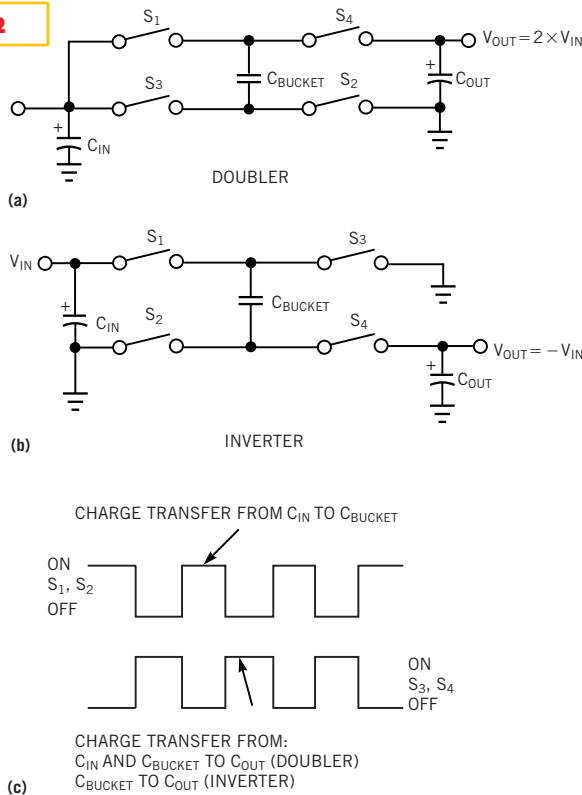 2
S1 S4 VOUT=2×VIN
+
CBUCKET COUT
S3 S2
+
CIN
DOUBLER
(a)
S1 S3
VIN
+
CIN CBUCKET
S2 S4
VOUT=−VIN
+
COUT
(b)
INVERTER
CHARGE TRANSFER FROM CIN TO CBUCKET
ON
S1, S2
OFF
ON
S3, S4
OFF
CHARGE TRANSFER FROM:
CIN AND CBUCKET TO COUT (DOUBLER)
(c) CBUCKET TO COUT (INVERTER)